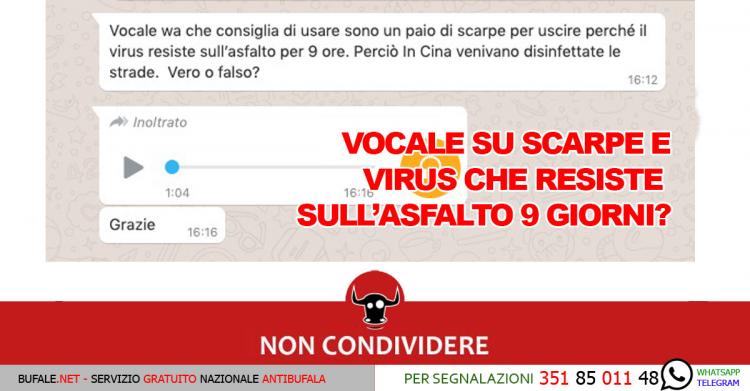 Vocale wa che consiglia di usare sono un paio di scarpe per uscire perché il
virus resiste sull'asfalto per 9 ore. Perciò In Cina venivano disinfettate le
strade.  Vero o falso?
16:12
Inoltrato
1:04
16:16
Grazie
16:16
VOCALE SU SCARPE E
VIRUS CHE RESISTE
SULL'ASFALTO 9 GIORNI?
NON CONDIVIDERE
BUFALE.NET - SERVIZIO GRATUITO NAZIONALE ANTIBUFALA
PER SEGNALAZIONI 351 85 011 48
WHATSAPP
TELEGRAM